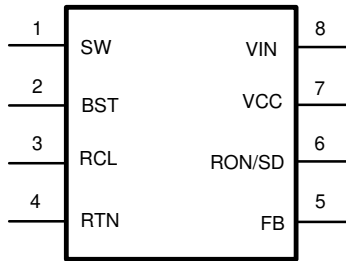 1 SW VIN 8
2 BST VCC 7
3 RCL RON/SD 6
4 RTN FB 5